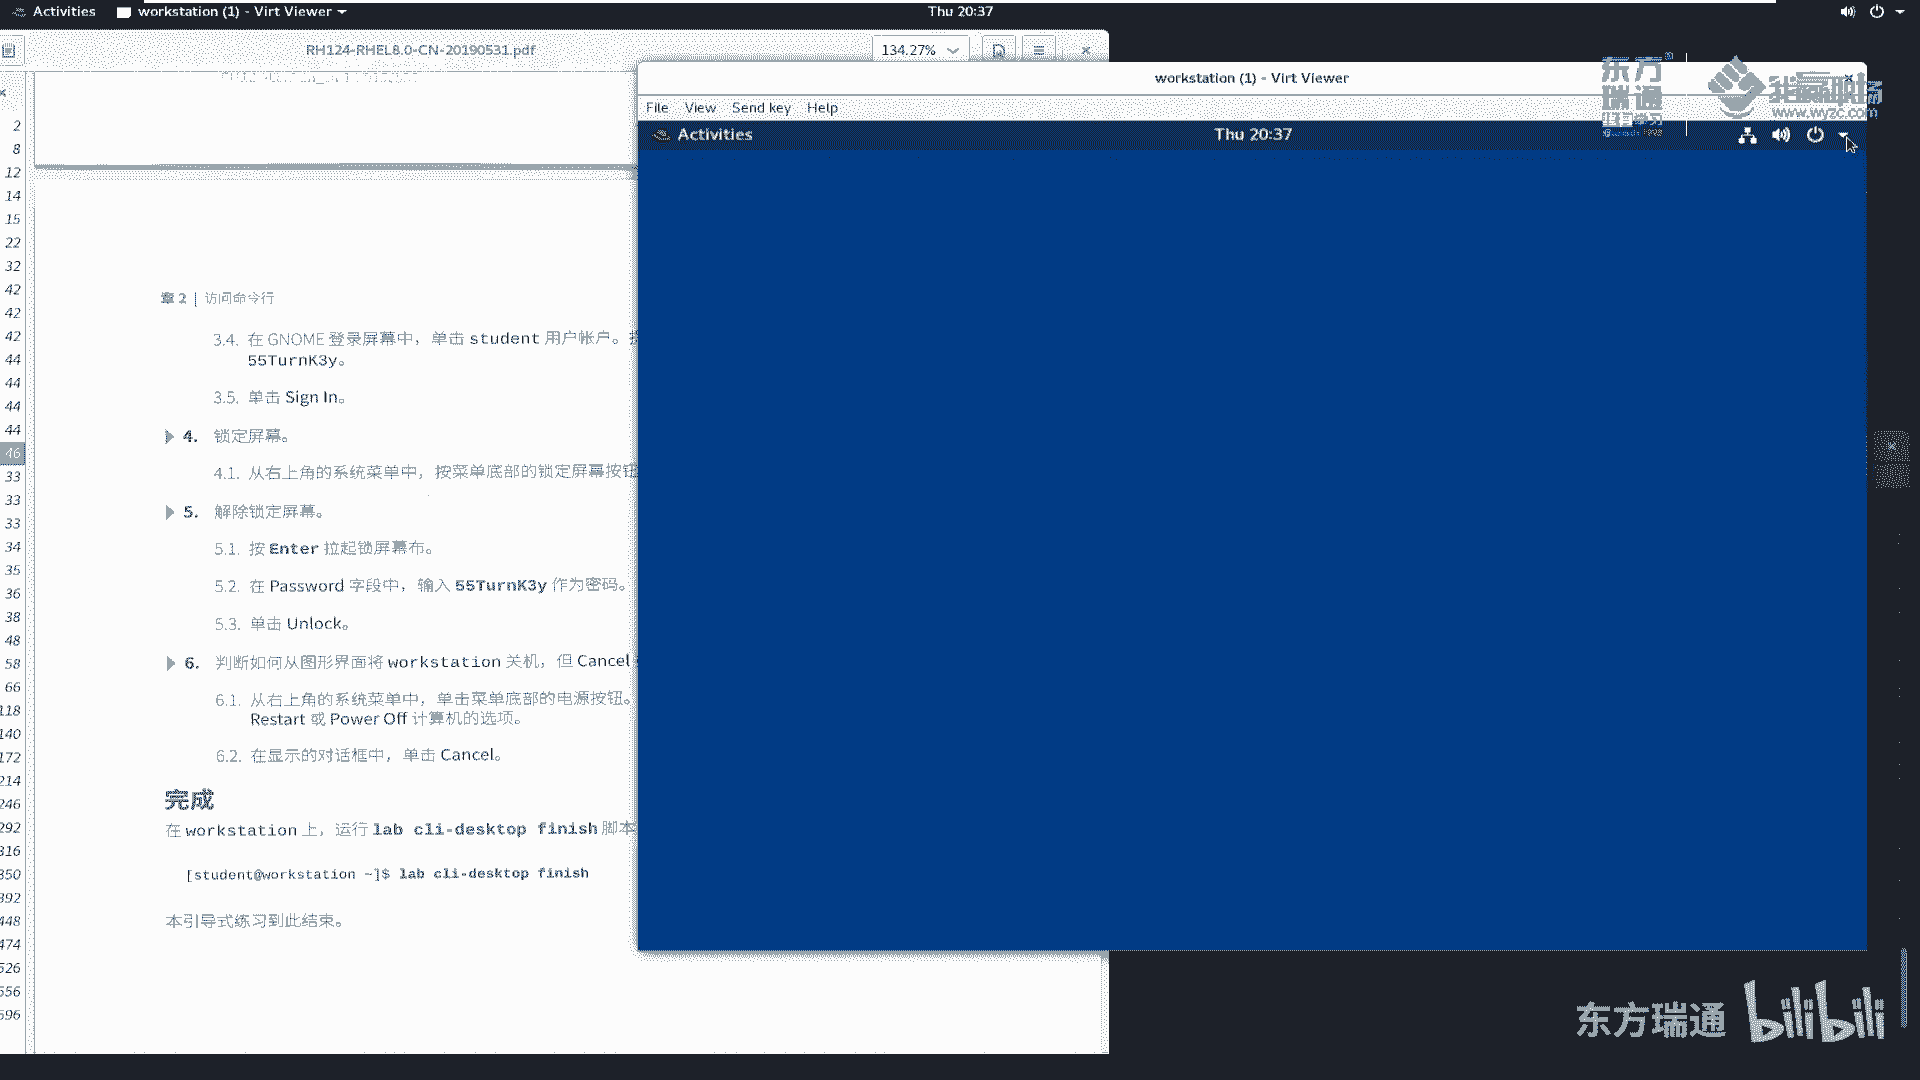 Activities
workstation (1) - Virt Viewer
Thu 20:37
RH124-RHEL8.0-CN-20190531.pdf
134.27%
2
8
12
14
15
22
32
42
42
42
44
44
44
44
46
33
33
33
34
35
36
38
48
58
66
118
140
172
214
246
292
316
350
392
448
474
526
556
596
章 2 | 访问命令行
3.4. 在 GNOME 登录屏幕中，单击 student 用户帐户。
55TurnK3y。
3.5. 单击 Sign In。
4. 锁定屏幕。
4.1. 从右上角的系统菜单中，按菜单底部的锁定屏幕按钮
5. 解除锁定屏幕。
5.1. 按 Enter 拉起锁屏幕布。
5.2. 在 Password 字段中，输入 55TurnK3y 作为密码。
5.3. 单击 Unlock。
6. 判断如何从图形界面将 workstation 关机，但 Cancel
6.1. 从右上角的系统菜单中，单击菜单底部的电源按钮。
Restart 或 Power Off 计算机的选项。
6.2. 在显示的对话框中，单击 Cancel。
完成
在 workstation 上，运行 lab cli-desktop finish 脚本
[student@workstation ~]$ lab cli-desktop finish
本引导式练习到此结束。
workstation (1) - Virt Viewer
File View Send key Help
Activities
Thu 20:37
东方
瑞通
我赢职场
www.wyzc.com
东方瑞通 bilibili